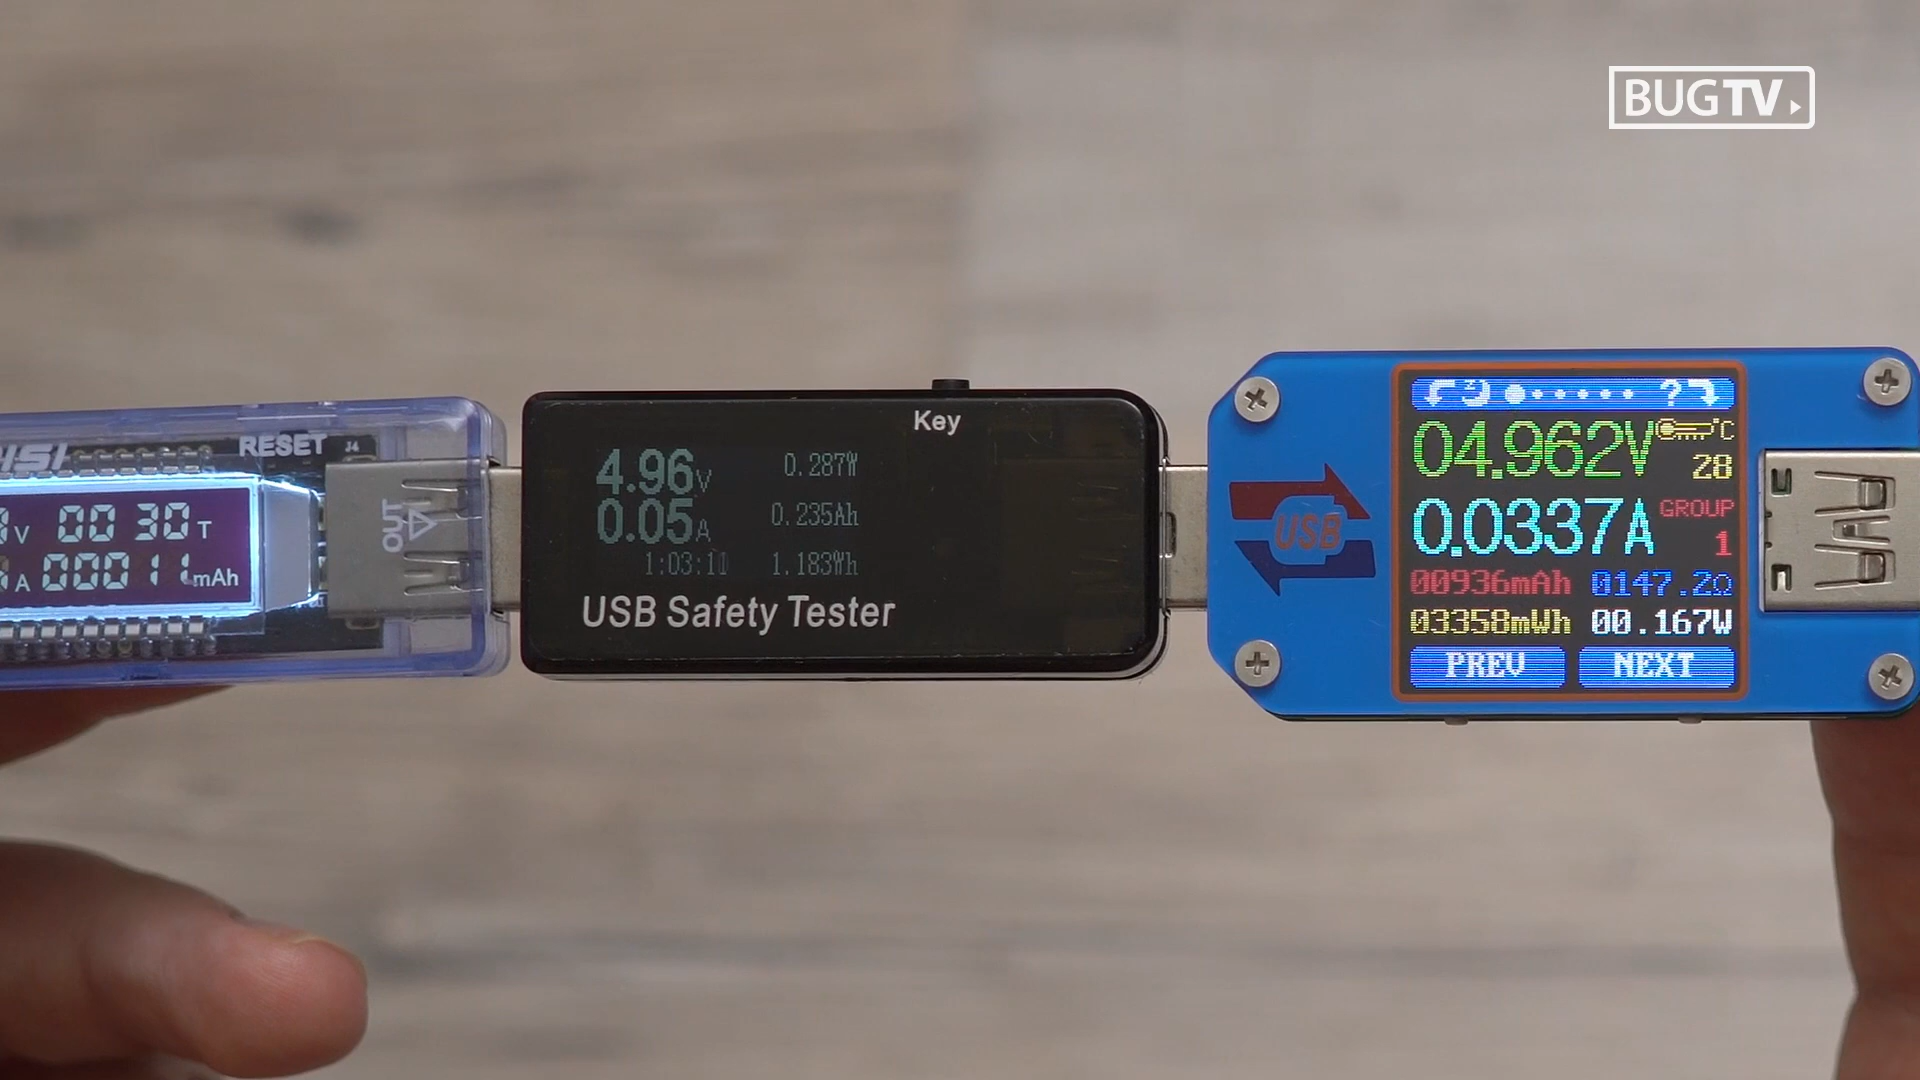 BUGTV
RESET J4
V 00 30 T
A 00011 mAh
OUT
Key
4.96V 0.287W
0.05A 0.235Ah
1:03:11 1.183Wh
USB Safety Tester
USB
?
04.962V °C
28
0.0337A GROUP
1
00936mAh 0147.2Ω
03358mWh 00.167W
PREV NEXT